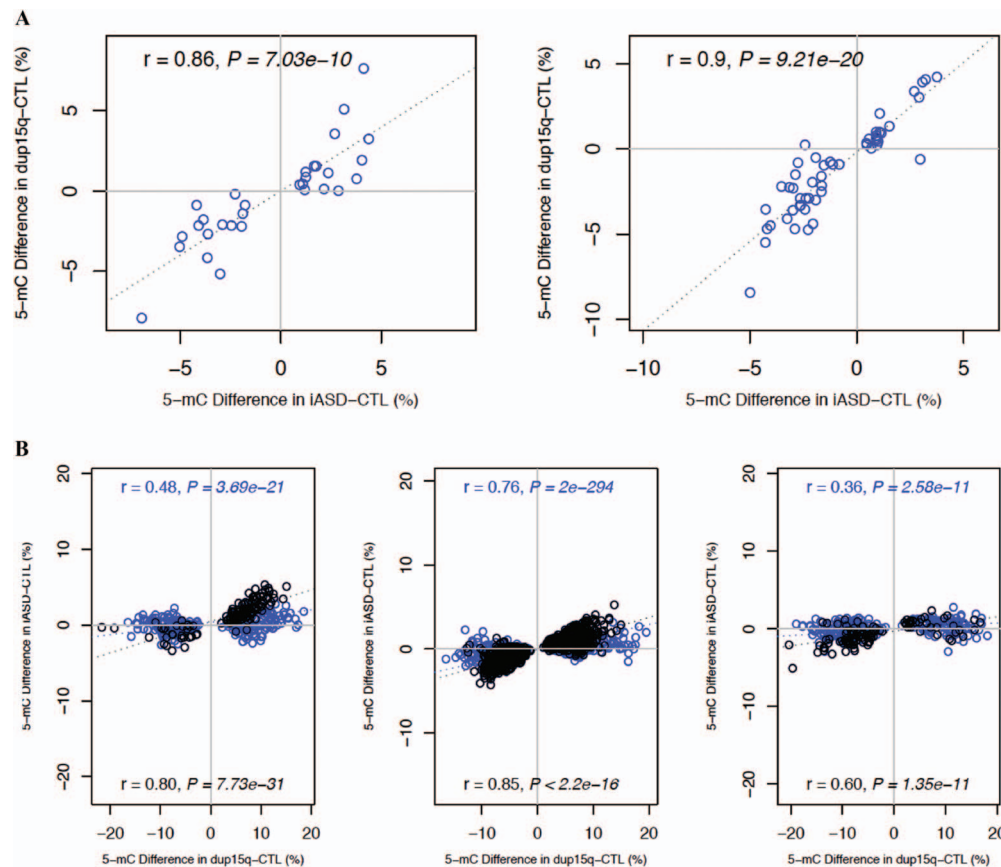 A
r = 0.86, P = 7.03e−10
5−mC Difference in dup15q−CTL (%)
5
0
−5
−5
0
5
5−mC Difference in iASD−CTL (%)
r = 0.9, P = 9.21e−20
5−mC Difference in dup15q−CTL (%)
5
0
−5
−10
−10
−5
0
5
5−mC Difference in iASD−CTL (%)
B
r = 0.48, P = 3.69e−21
5−mC Difference in iASD−CTL (%)
20
10
0
−10
−20
r = 0.80, P = 7.73e−31
−20
−10
0
10
20
5−mC Difference in dup15q−CTL (%)
r = 0.76, P = 2e−294
5−mC Difference in iASD−CTL (%)
20
10
0
−10
r = 0.85, P < 2.2e−16
−10
0
10
20
5−mC Difference in dup15q−CTL (%)
r = 0.36, P = 2.58e−11
5−mC Difference in iASD−CTL (%)
20
10
0
−10
−20
r = 0.60, P = 1.35e−11
−20
−10
0
10
20
5−mC Difference in dup15q−CTL (%)